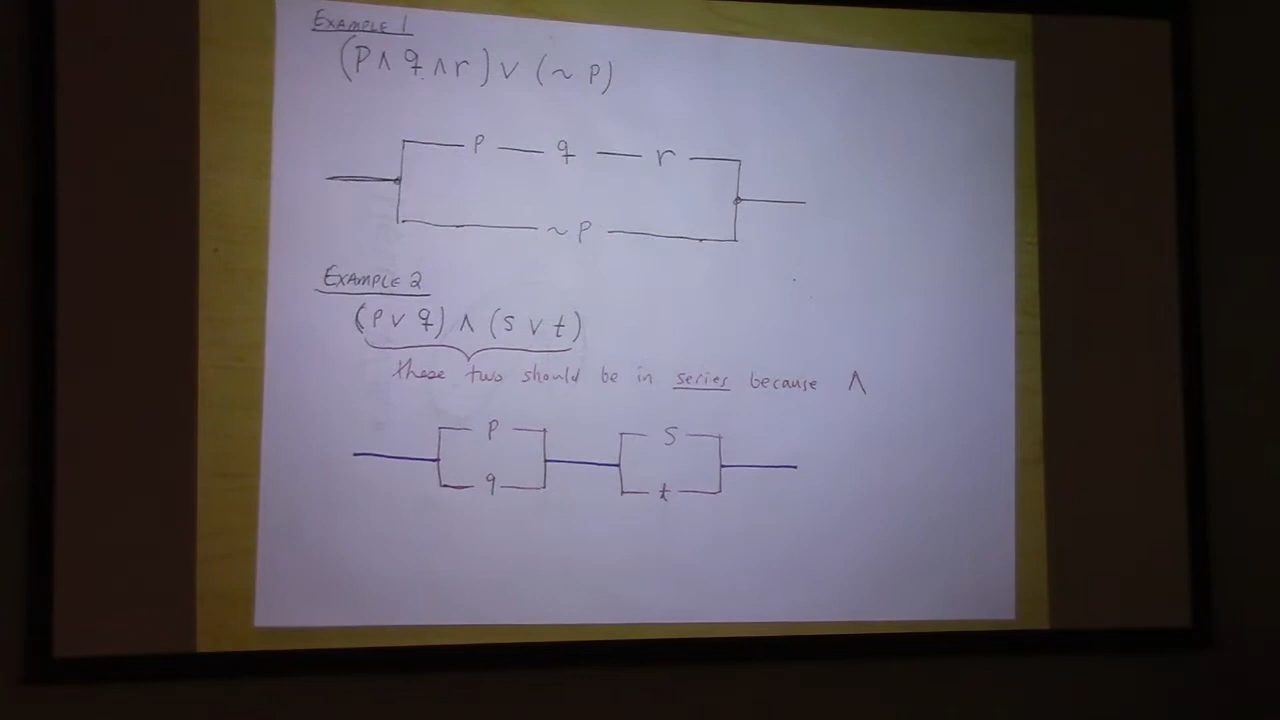 EXAMPLE 1
(p ∧ q ∧ r) ∨ (~ p)
p q r
~ p
EXAMPLE 2
(p ∨ q) ∧ (s ∨ t)
these two should be in series because ∧
p s
q t